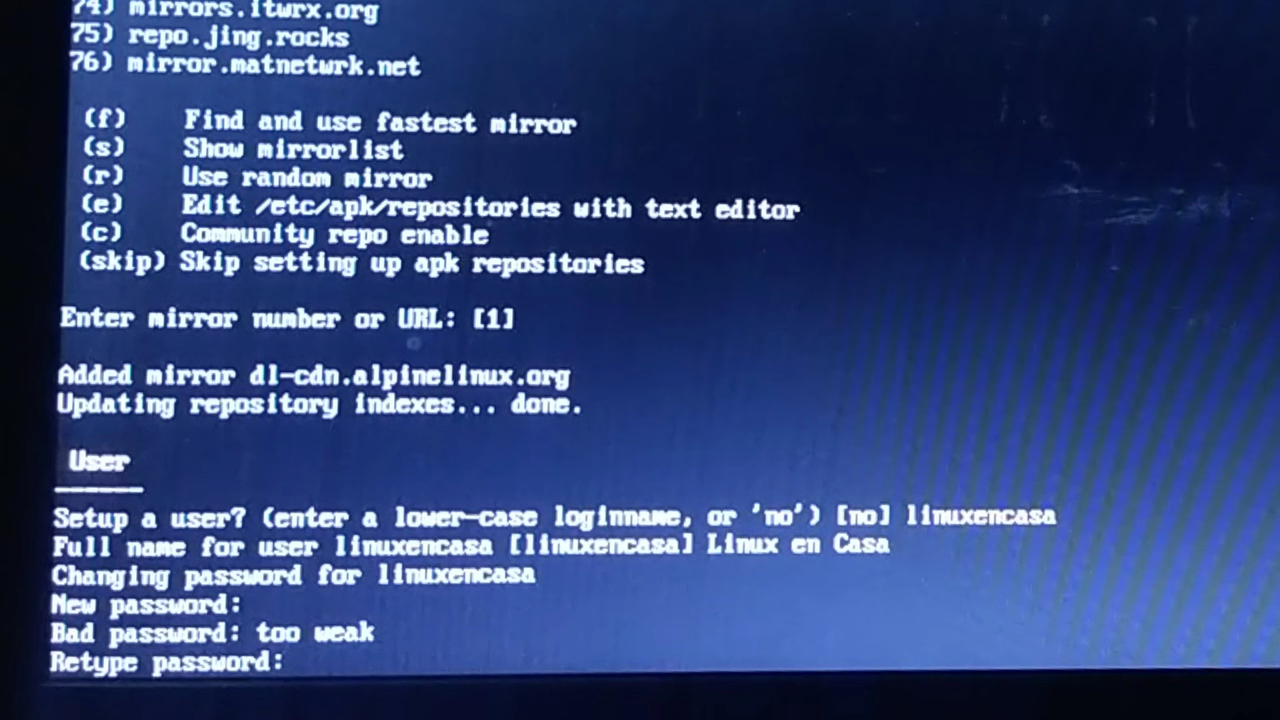 74) mirrors.iturx.org
75) repo.jing.rocks
76) mirror.matneturk.net
(f) Find and use fastest mirror
(s) Show mirrorlist
(r) Use random mirror
(e) Edit /etc/apk/repositories with text editor
(c) Community repo enable
(skip) Skip setting up apk repositories
Enter mirror number or URL: [1]
Added mirror dl-cdn.alpinelinux.org
Updating repository indexes... done.
User
------
Setup a user? (enter a lower-case loginname, or 'no') [no] linuxencasa
Full name for user linuxencasa [linuxencasa] Linux en Casa
Changing password for linuxencasa
New password:
Bad password: too weak
Retype password: